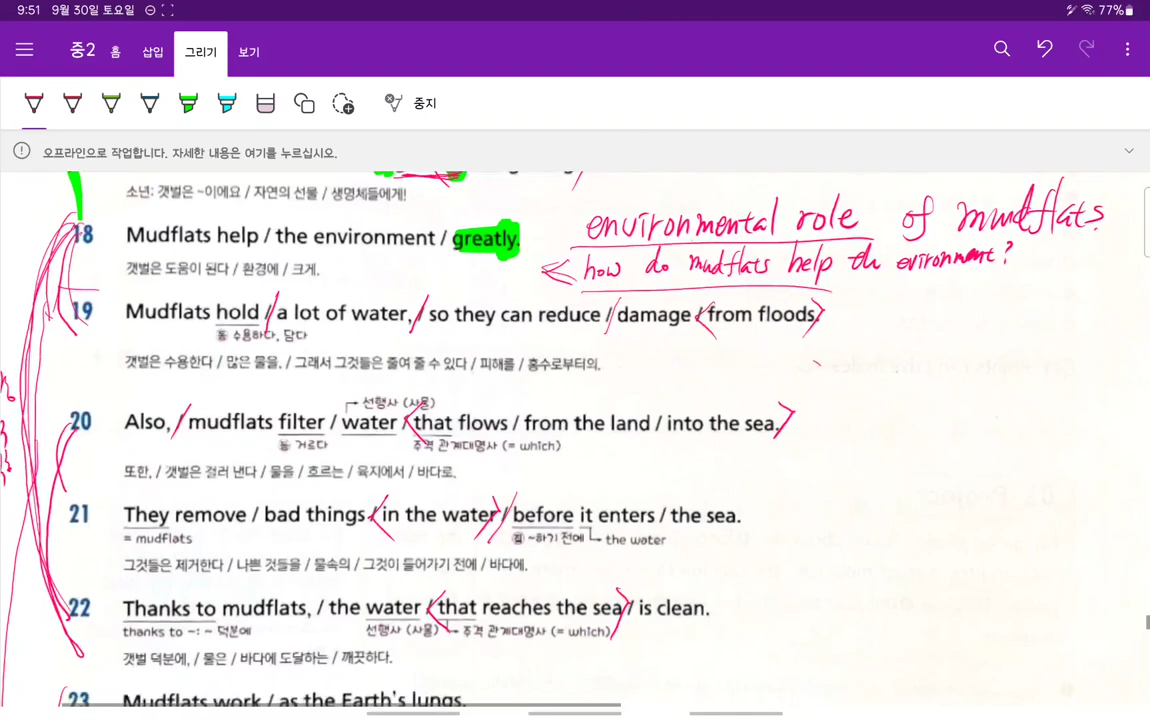 9:51 9월 30일 토요일 77%
중2 홈 삽입 그리기 보기
중지
오프라인으로 작업합니다. 자세한 내용은 여기를 누르십시오.
소년: 갯벌은 ~이에요 / 자연의 선물 / 생명체들에게!
environmental role of mudflats.
18 Mudflats help / the environment / greatly.
how do mudflats help th evironment?
갯벌은 도움이 된다 / 환경에 / 크게.
19 Mudflats hold / a lot of water, / so they can reduce / damage / from floods.
동 수용하다, 담다
갯벌은 수용한다 / 많은 물을, / 그래서 그것들은 줄여 줄 수 있다 / 피해를 / 홍수로부터의.
선행사 (사물)
20 Also, / mudflats filter / water / that flows / from the land / into the sea.
동 거르다 주격 관계대명사 (= which)
또한, / 갯벌은 걸러 낸다 / 물을 / 흐르는 / 육지에서 / 바다로.
21 They remove / bad things / in the water / before it enters / the sea.
= mudflats 접 ~하기 전에 the water
그것들은 제거한다 / 나쁜 것들을 / 물속의 / 그것이 들어가기 전에 / 바다에.
22 Thanks to mudflats, / the water / that reaches the sea / is clean.
thanks to ~: ~ 덕분에 선행사 (사물) 주격 관계대명사 (= which)
갯벌 덕분에, / 물은 / 바다에 도달하는 / 깨끗하다.
23 Mudflats work / as the Earth's lungs.